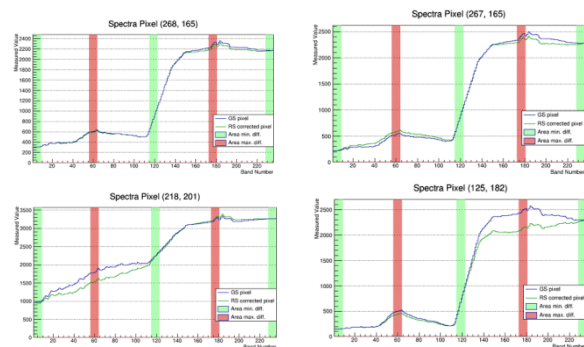 Spectra Pixel (268, 165)
Measured Value
2400
2200
2000
1800
1600
1400
1200
1000
800
600
400
200
0
20 40 60 80 100 120 140 160 180 200 220
Band Number
GS pixel
RS corrected pixel
Area min. diff.
Area max. diff.
Spectra Pixel (267, 165)
Measured Value
2500
2000
1500
1000
500
0
20 40 60 80 100 120 140 160 180 200 220
Band Number
GS pixel
RS corrected pixel
Area min. diff.
Area max. diff.
Spectra Pixel (218, 201)
Measured Value
3500
3000
2500
2000
1500
1000
500
0
20 40 60 80 100 120 140 160 180 200 220
Band Number
GS pixel
RS corrected pixel
Area min. diff.
Area max. diff.
Spectra Pixel (125, 182)
Measured Value
2500
2000
1500
1000
500
0
20 40 60 80 100 120 140 160 180 200 220
Band Number
GS pixel
RS corrected pixel
Area min. diff.
Area max. diff.